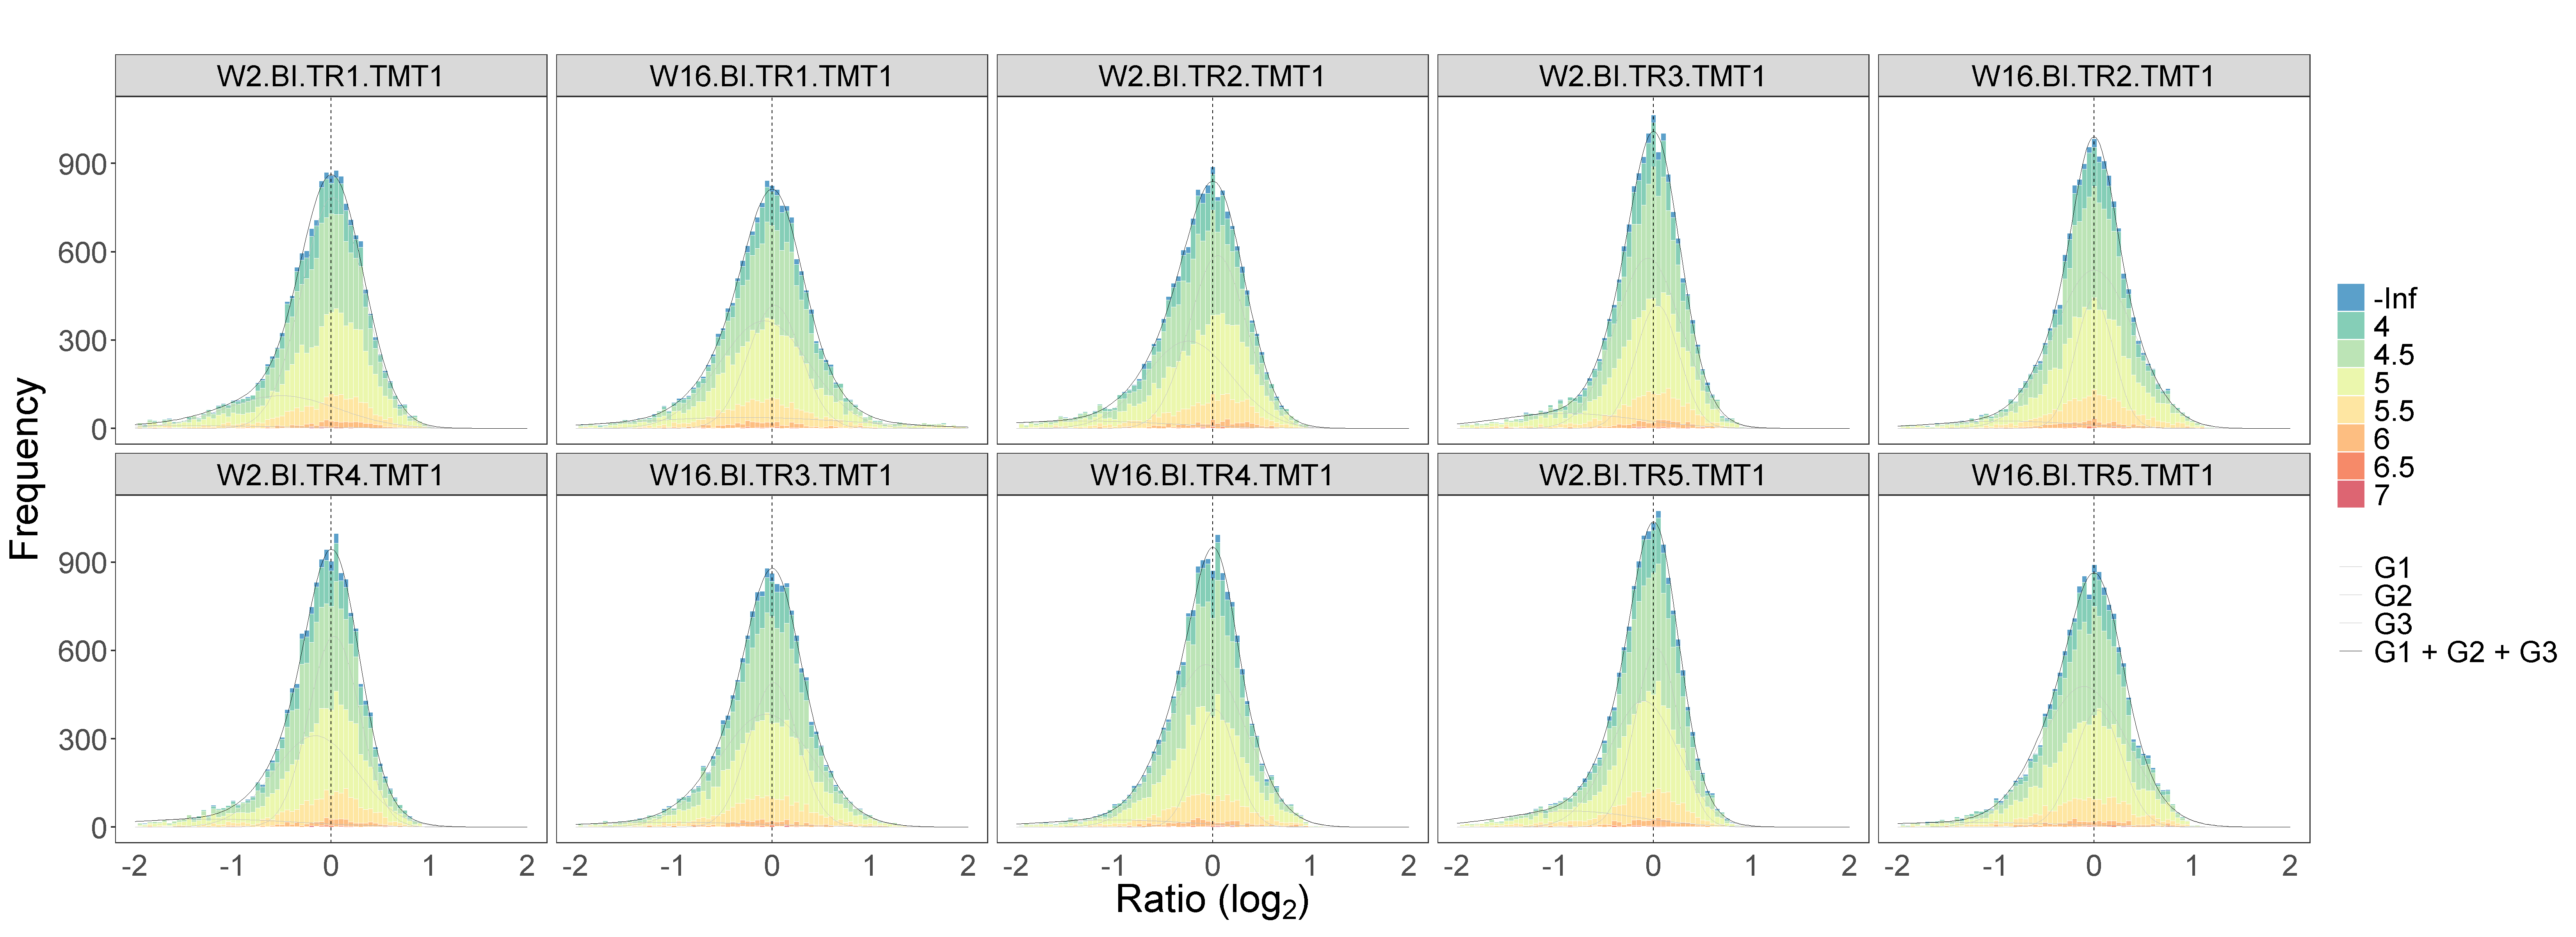 W2.BI.TR1.TMT1
W16.BI.TR1.TMT1
W2.BI.TR2.TMT1
W2.BI.TR3.TMT1
W16.BI.TR2.TMT1
900
600
300
0
W2.BI.TR4.TMT1
W16.BI.TR3.TMT1
W16.BI.TR4.TMT1
W2.BI.TR5.TMT1
W16.BI.TR5.TMT1
900
600
300
0
-2 -1 0 1 2
-2 -1 0 1 2
-2 -1 0 1 2
-2 -1 0 1 2
-2 -1 0 1 2
Frequency
Ratio (log₂)
-Inf
4
4.5
5
5.5
6
6.5
7
G1
G2
G3
G1 + G2 + G3